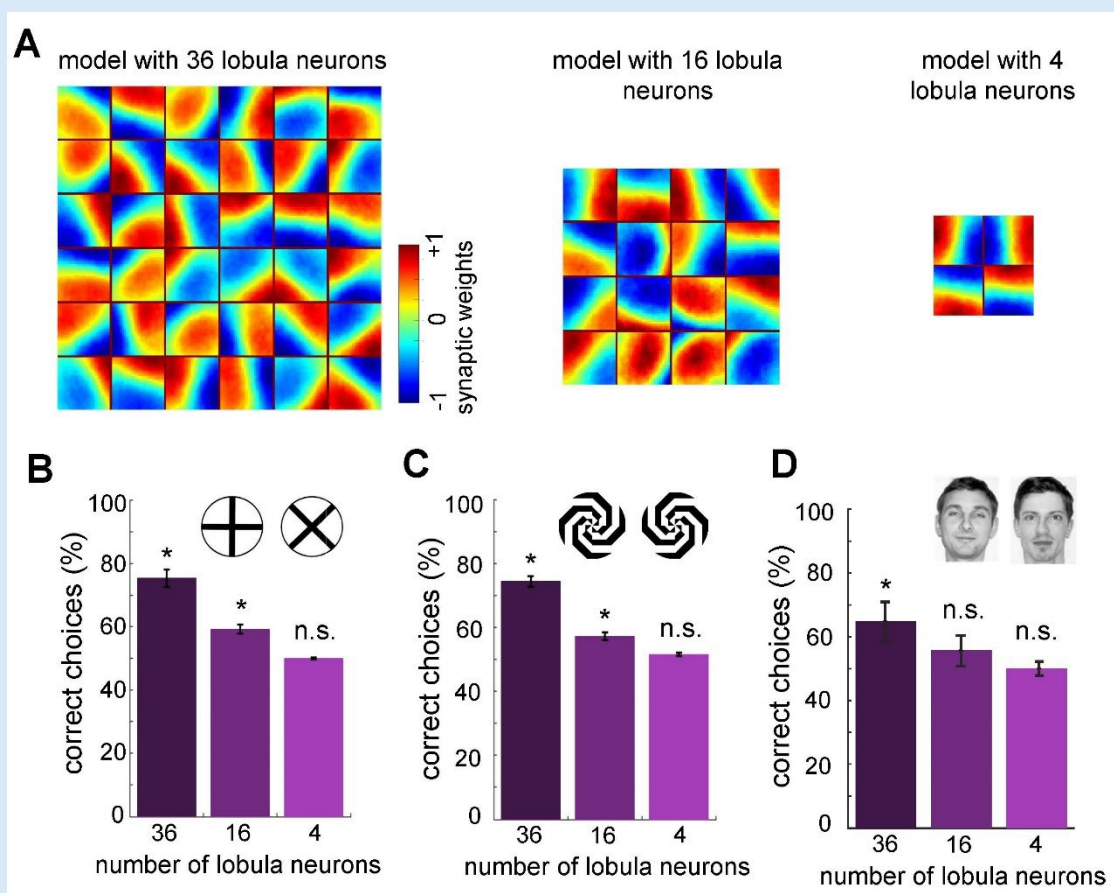 A
model with 36 lobula neurons
model with 16 lobula
neurons
model with 4
lobula neurons
+1
0
-1
synaptic weights
B
correct choices (%)
100
80
60
40
20
0
*
*
n.s.
36
16
4
number of lobula neurons
C
correct choices (%)
100
80
60
40
20
0
*
*
n.s.
36
16
4
number of lobula neurons
D
correct choices (%)
100
80
60
40
20
0
*
n.s.
n.s.
36
16
4
number of lobula neurons